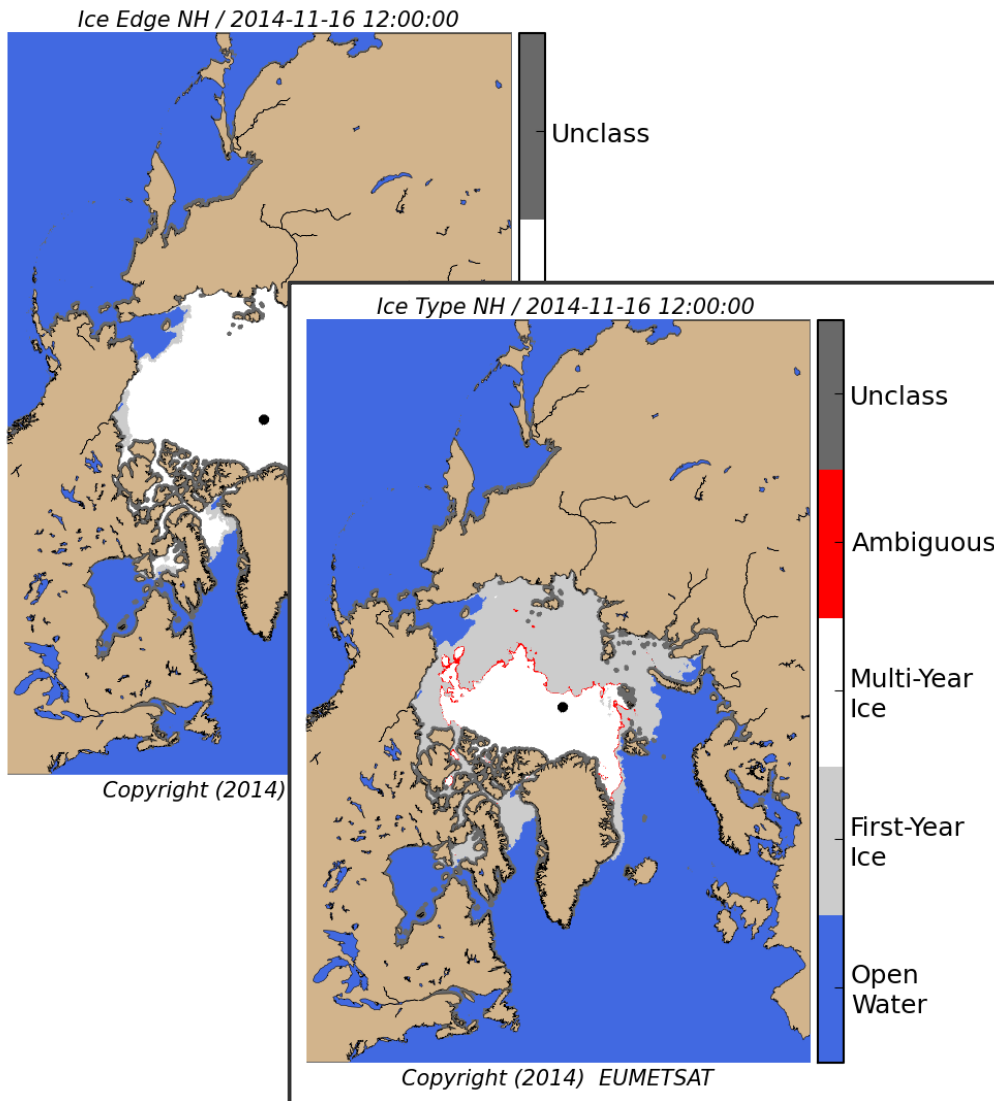 Ice Edge NH / 2014-11-16 12:00:00
Unclass
Copyright (2014)
Ice Type NH / 2014-11-16 12:00:00
Unclass
Ambiguous
Multi-Year
Ice
First-Year
Ice
Open
Water
Copyright (2014) EUMETSAT